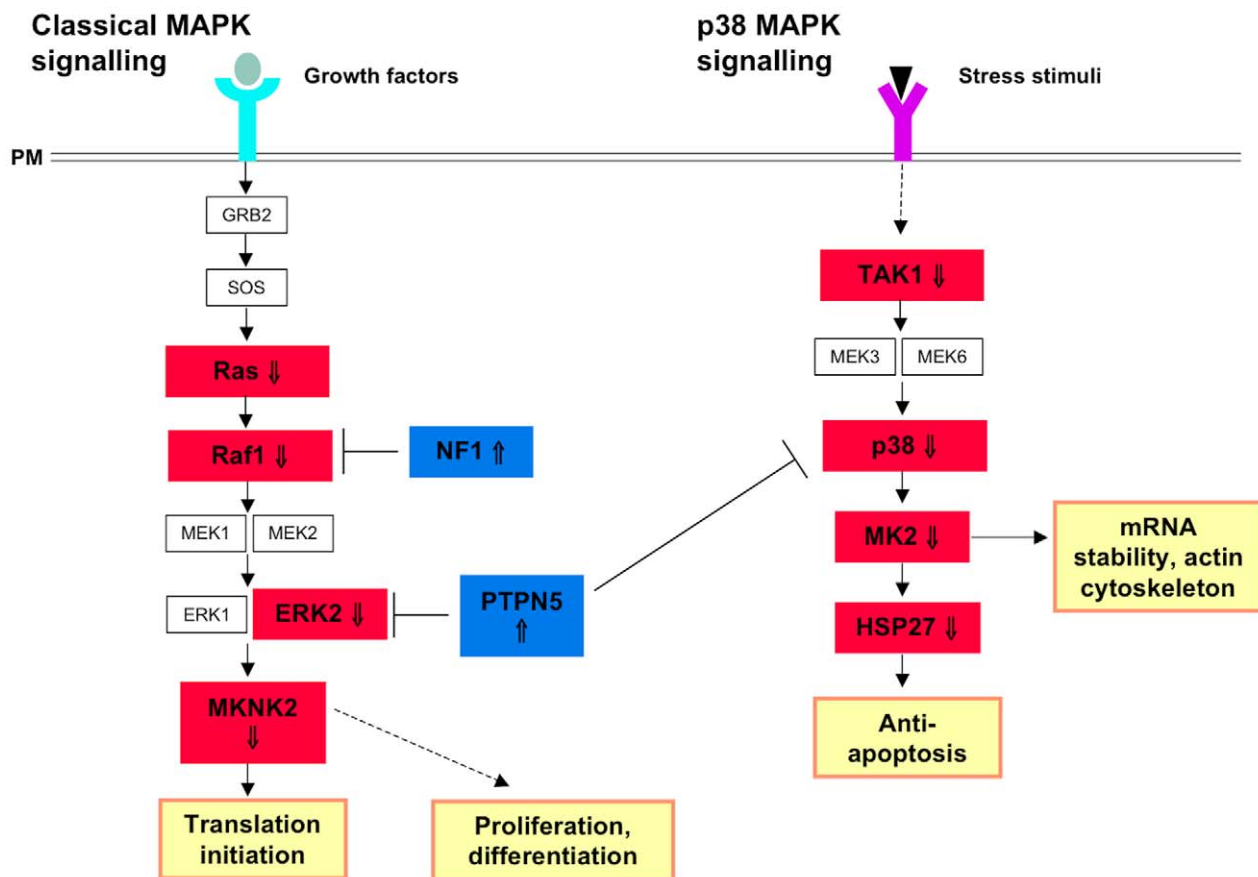 Classical MAPK
signalling
Growth factors
p38 MAPK
signalling
Stress stimuli
PM
GRB2
SOS
Ras ⇓
Raf1 ⇓
NF1 ⇑
MEK1
MEK2
ERK1
ERK2 ⇓
PTPN5
⇑
MKNK2
⇓
Translation
initiation
Proliferation,
differentiation
TAK1 ⇓
MEK3
MEK6
p38 ⇓
MK2 ⇓
mRNA
stability, actin
cytoskeleton
HSP27 ⇓
Anti-
apoptosis